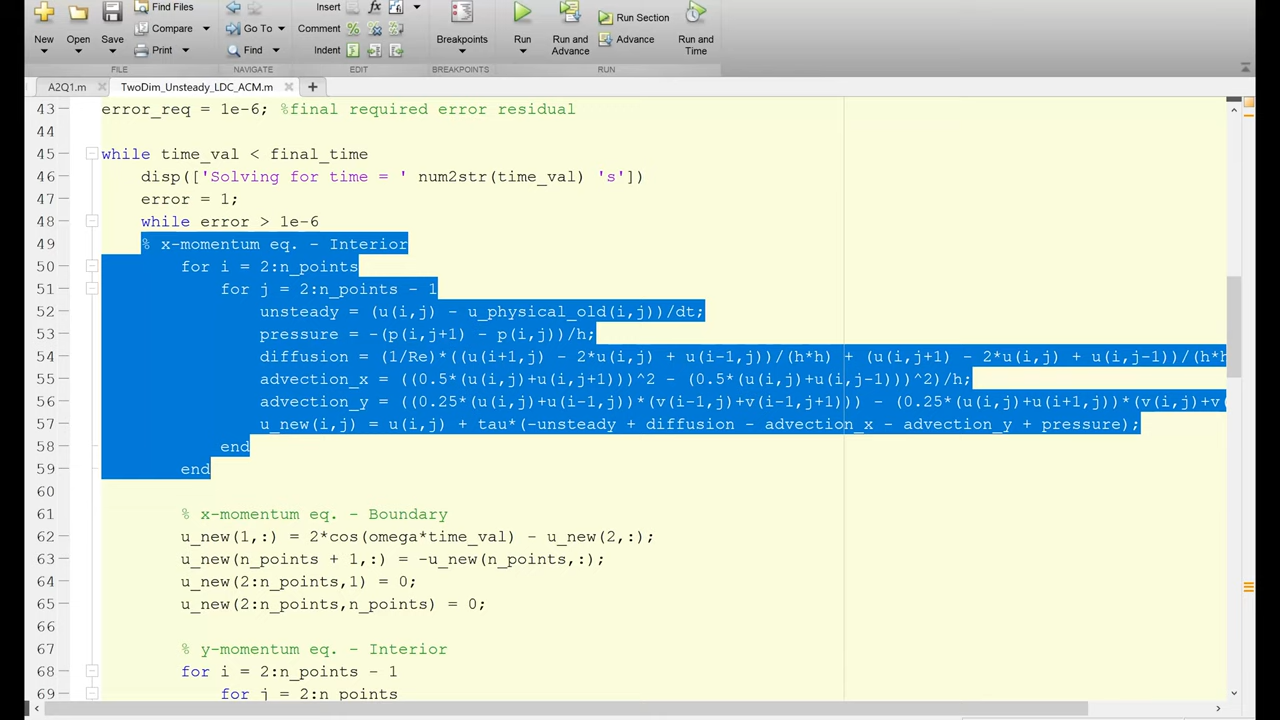 Find Files
Insert
fx
New
Open
Save
Compare
Print
Go To
Find
Comment
Indent
Breakpoints
Run
Run and
Advance
Run Section
Advance
Run and
Time
FILE
NAVIGATE
EDIT
BREAKPOINTS
RUN
A2Q1.m
TwoDim_Unsteady_LDC_ACM.m
43 error_req = 1e-6; %final required error residual
44
45 while time_val < final_time
46 disp(['Solving for time = ' num2str(time_val) 's'])
47 error = 1;
48 while error > 1e-6
49 % x-momentum eq. - Interior
50 for i = 2:n_points
51 for j = 2:n_points - 1
52 unsteady = (u(i,j) - u_physical_old(i,j))/dt;
53 pressure = -(p(i,j+1) - p(i,j))/h;
54 diffusion = (1/Re)*((u(i+1,j) - 2*u(i,j) + u(i-1,j))/(h*h) + (u(i,j+1) - 2*u(i,j) + u(i,j-1))/(h*h
55 advection_x = ((0.5*(u(i,j)+u(i,j+1)))^2 - (0.5*(u(i,j)+u(i,j-1)))^2)/h;
56 advection_y = ((0.25*(u(i,j)+u(i-1,j))*(v(i-1,j)+v(i-1,j+1))) - (0.25*(u(i,j)+u(i+1,j))*(v(i,j)+v(
57 u_new(i,j) = u(i,j) + tau*(-unsteady + diffusion - advection_x - advection_y + pressure);
58 end
59 end
60
61 % x-momentum eq. - Boundary
62 u_new(1,:) = 2*cos(omega*time_val) - u_new(2,:);
63 u_new(n_points + 1,:) = -u_new(n_points,:);
64 u_new(2:n_points,1) = 0;
65 u_new(2:n_points,n_points) = 0;
66
67 % y-momentum eq. - Interior
68 for i = 2:n_points - 1
69 for j = 2:n_points